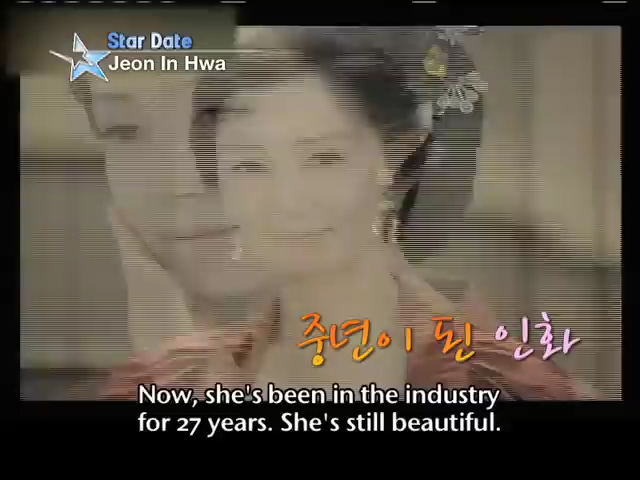 Star Date
Jeon In Hwa
중년이 된 인화
Now, she's been in the industry
for 27 years. She's still beautiful.